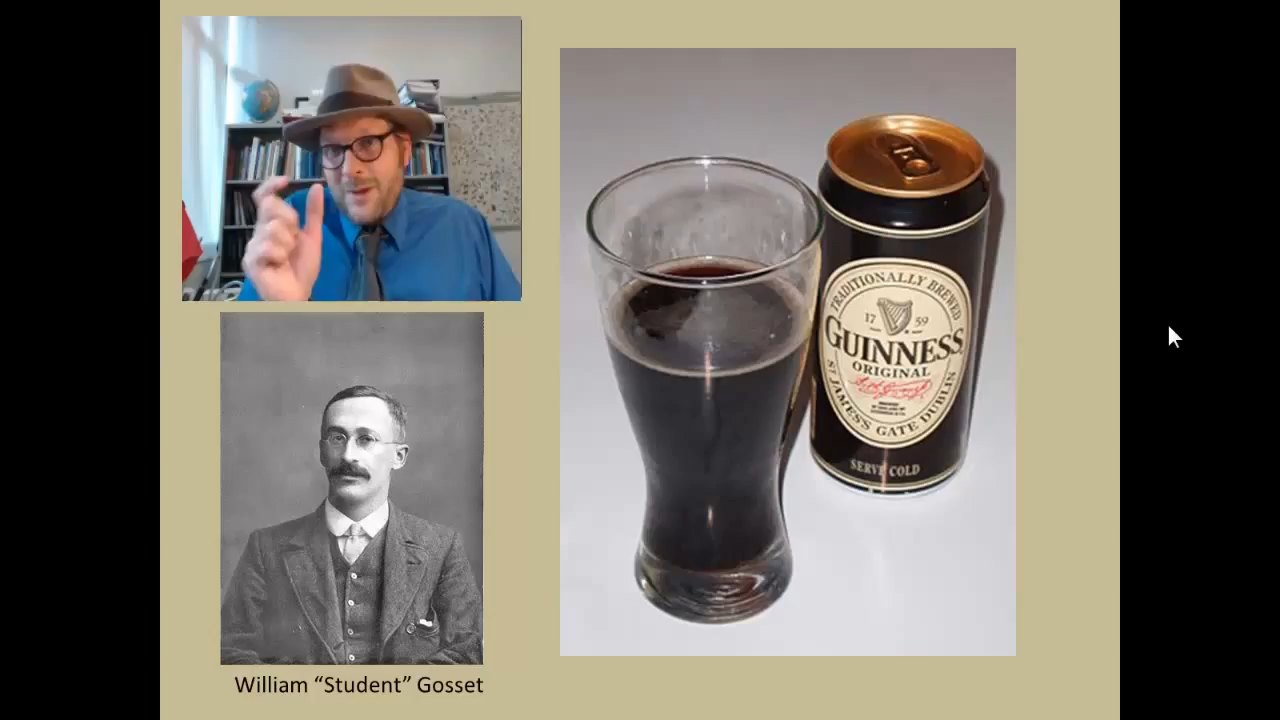 TRADITIONALLY BREWED
17 59
GUINNESS
ORIGINAL
ST. JAMES'S GATE DUBLIN
SERVE COLD
William “Student” Gosset